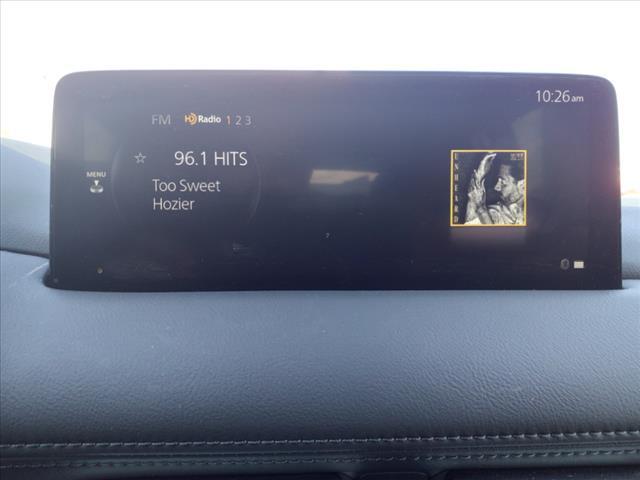 10:26am
FM HD Radio 1 2 3
96.1 HITS
MENU
Too Sweet
Hozier
UNHEARD